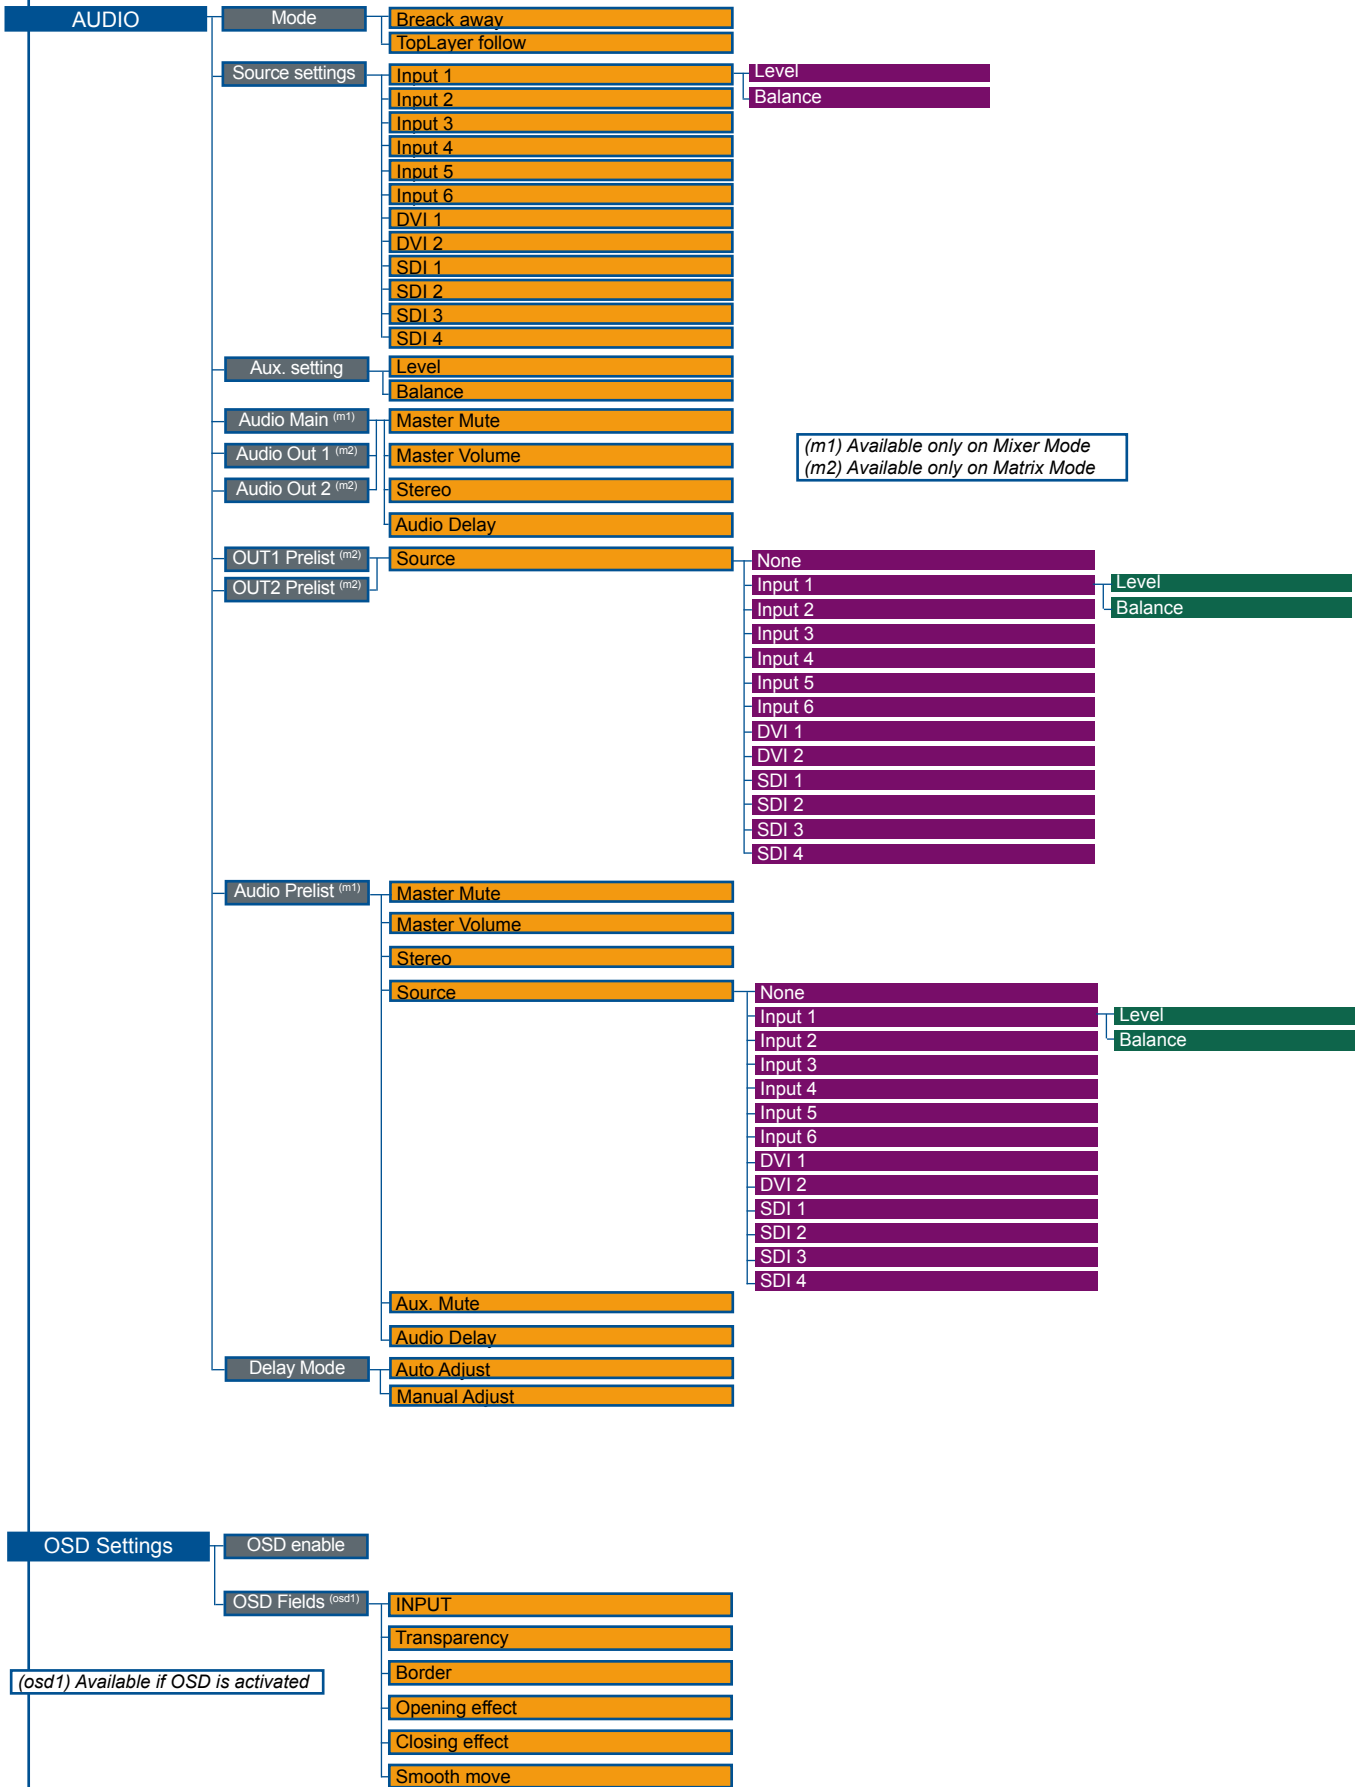 AUDIO
Mode
Breack away
TopLayer follow
Source settings
Input 1
Level
Balance
Input 2
Input 3
Input 4
Input 5
Input 6
DVI 1
DVI 2
SDI 1
SDI 2
SDI 3
SDI 4
Aux. setting
Level
Balance
Audio Main (m1)
Audio Out 1 (m2)
Audio Out 2 (m2)
Master Mute
Master Volume
Stereo
Audio Delay
(m1) Available only on Mixer Mode
(m2) Available only on Matrix Mode
OUT1 Prelist (m2)
OUT2 Prelist (m2)
Source
None
Input 1
Level
Balance
Input 2
Input 3
Input 4
Input 5
Input 6
DVI 1
DVI 2
SDI 1
SDI 2
SDI 3
SDI 4
Audio Prelist (m1)
Master Mute
Master Volume
Stereo
Source
None
Input 1
Level
Balance
Input 2
Input 3
Input 4
Input 5
Input 6
DVI 1
DVI 2
SDI 1
SDI 2
SDI 3
SDI 4
Aux. Mute
Audio Delay
Delay Mode
Auto Adjust
Manual Adjust
OSD Settings
OSD enable
OSD Fields (osd1)
INPUT
Transparency
Border
Opening effect
Closing effect
Smooth move
(osd1) Available if OSD is activated